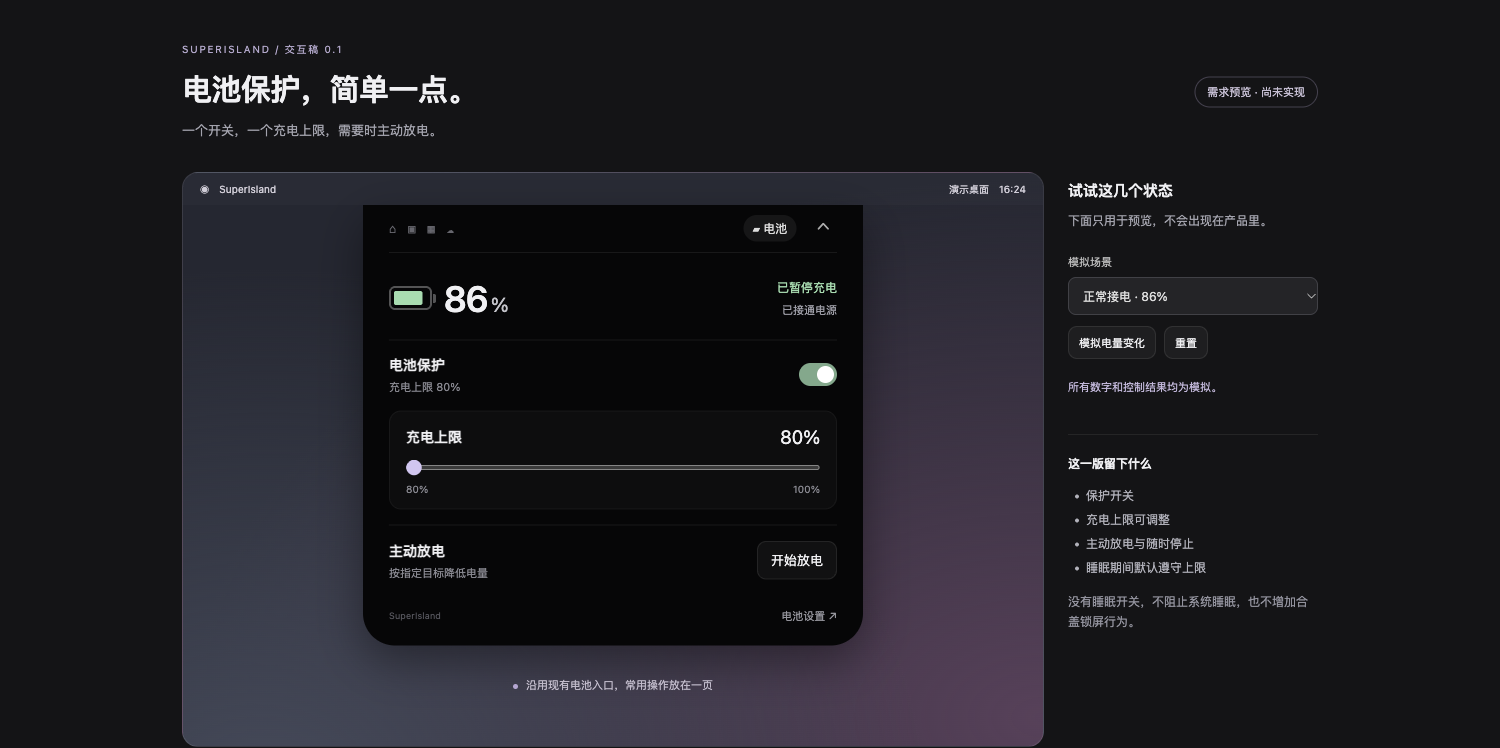 SUPERISLAND / 交互稿 0.1
电池保护，简单一点。
一个开关，一个充电上限，需要时主动放电。
需求预览 · 尚未实现
SuperIsland
演示桌面 16:24
电池
86%
已暂停充电
已接通电源
电池保护
充电上限 80%
充电上限
80%
80%
100%
主动放电
按指定目标降低电量
开始放电
SuperIsland
电池设置 ↗
沿用现有电池入口，常用操作放在一页
试试这几个状态
下面只用于预览，不会出现在产品里。
模拟场景
正常接电 · 86%
模拟电量变化
重置
所有数字和控制结果均为模拟。
这一版留下什么
• 保护开关
• 充电上限可调整
• 主动放电与随时停止
• 睡眠期间默认遵守上限
没有睡眠开关，不阻止系统睡眠，也不增加合
盖锁屏行为。